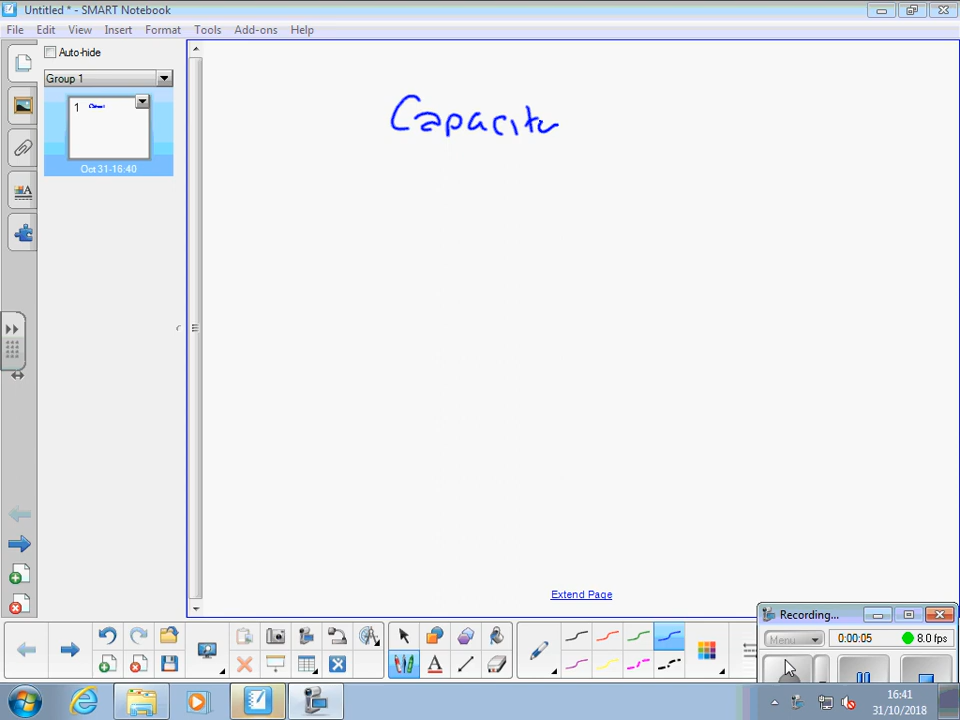 Untitled * - SMART Notebook
File Edit View Insert Format Tools Add-ons Help
Auto-hide
Group 1
1
Oct 31-16:40
Capacitu
Extend Page
Recording...
Menu
0:00:05
8.0 fps
A
16:41
31/10/2018